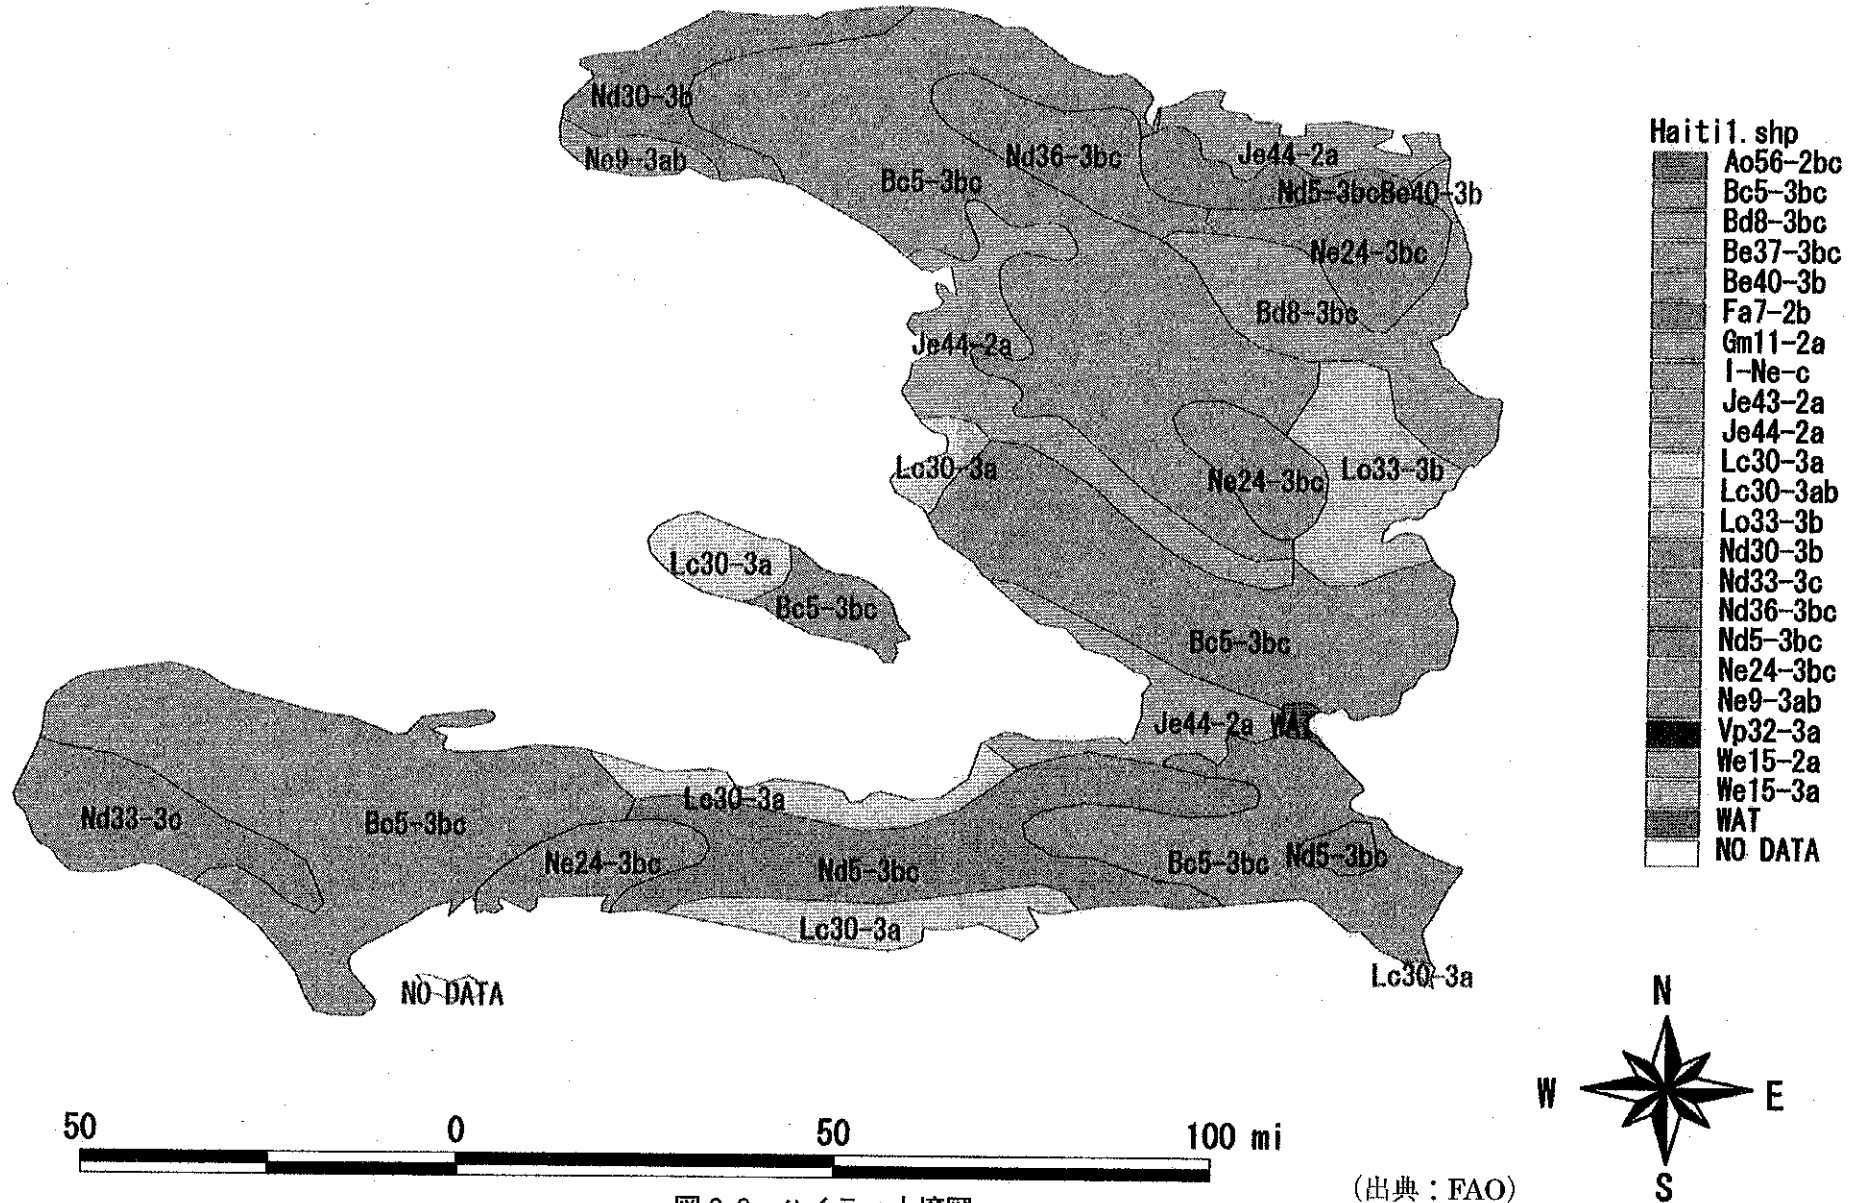 Nd30-3b
No9-3ab
Bc5-3bc
Nd36-3bc
Je44-2a
Nd5-3bcBe40-3b
Ne24-3bc
Bd8-3bc
Je44-2a
Lc30-3a
Ne24-3bc
Lo33-3b
Lc30-3a
Bc5-3bc
Bc5-3bc
Je44-2a WAT
Nd33-3c
Bc5-3bc
Lc30-3a
Ne24-3bc
Nd5-3bc
Bc5-3bc
Nd5-3bc
Lc30-3a
Lc30-3a
NO DATA
Haiti1.shp
Ao56-2bc
Bc5-3bc
Bd8-3bc
Be37-3bc
Be40-3b
Fa7-2b
Gm11-2a
I-Ne-c
Je43-2a
Je44-2a
Lc30-3a
Lc30-3ab
Lo33-3b
Nd30-3b
Nd33-3c
Nd36-3bc
Nd5-3bc
Ne24-3bc
Ne9-3ab
Vp32-3a
We15-2a
We15-3a
WAT
NO DATA
N
W E
S
50 0 50 100 mi
(出典：FAO)